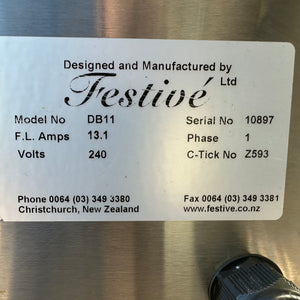 Designed and Manufactured by
Festivé Ltd
Model No DB11 Serial No 10897
F.L. Amps 13.1 Phase 1
Volts 240 C-Tick No Z593
Phone 0064 (03) 349 3380 Fax 0064 (03) 349 3381
Christchurch, New Zealand www.festive.co.nz